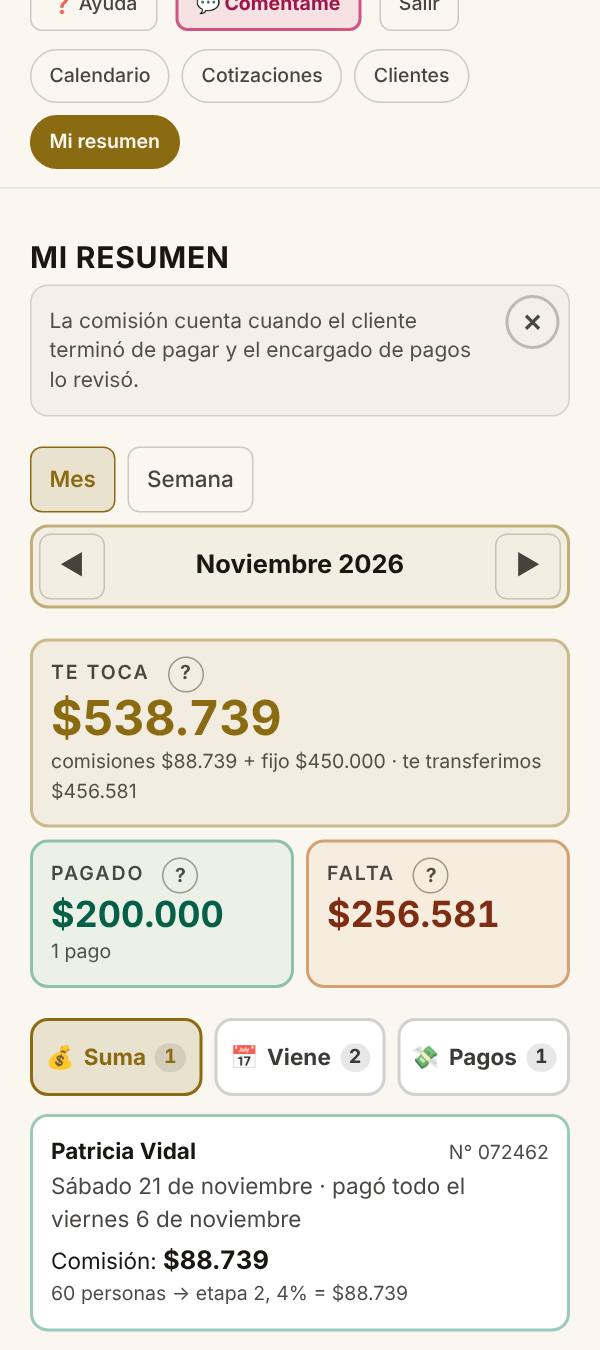 ❓ Ayuda
💬 Coméntame
Salir
Calendario
Cotizaciones
Clientes
Mi resumen
MI RESUMEN
La comisión cuenta cuando el cliente
terminó de pagar y el encargado de pagos
lo revisó.
✕
Mes
Semana
◀ Noviembre 2026 ▶
TE TOCA ?
$538.739
comisiones $88.739 + fijo $450.000 · te transferimos
$456.581
PAGADO ?
$200.000
1 pago
FALTA ?
$256.581
💰 Suma 1
📅 Viene 2
💸 Pagos 1
Patricia Vidal N° 072462
Sábado 21 de noviembre · pagó todo el
viernes 6 de noviembre
Comisión: $88.739
60 personas → etapa 2, 4% = $88.739